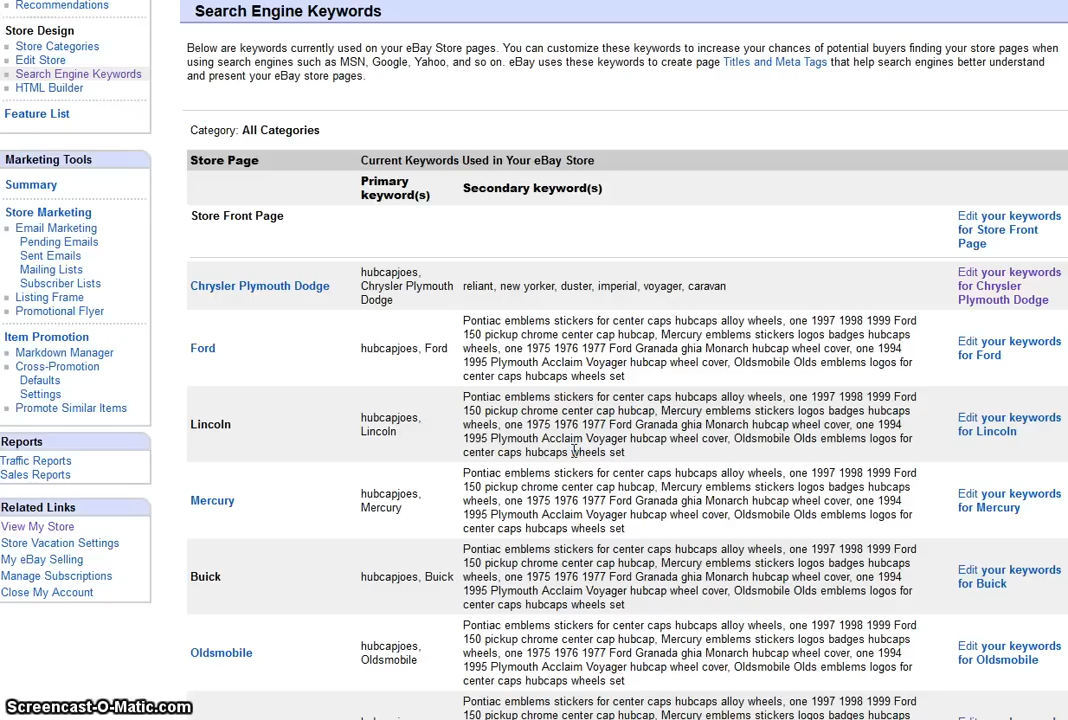 Recommendations
Store Design
Store Categories
Edit Store
Search Engine Keywords
HTML Builder
Feature List
Marketing Tools
Summary
Store Marketing
Email Marketing
Pending Emails
Sent Emails
Mailing Lists
Subscriber Lists
Listing Frame
Promotional Flyer
Item Promotion
Markdown Manager
Cross-Promotion
Defaults
Settings
Promote Similar Items
Reports
Traffic Reports
Sales Reports
Related Links
View My Store
Store Vacation Settings
My eBay Selling
Manage Subscriptions
Close My Account
Search Engine Keywords
Below are keywords currently used on your eBay Store pages. You can customize these keywords to increase your chances of potential buyers finding your store pages when
using search engines such as MSN, Google, Yahoo, and so on. eBay uses these keywords to create page Titles and Meta Tags that help search engines better understand
and present your eBay store pages.
Category: All Categories
Store Page Current Keywords Used in Your eBay Store
Primary
keyword(s)
Secondary keyword(s)
Store Front Page
Edit your keywords
for Store Front
Page
Chrysler Plymouth Dodge
hubcapjoes,
Chrysler Plymouth
Dodge
reliant, new yorker, duster, imperial, voyager, caravan
Edit your keywords
for Chrysler
Plymouth Dodge
Ford
hubcapjoes, Ford
Pontiac emblems stickers for center caps hubcaps alloy wheels, one 1997 1998 1999 Ford
150 pickup chrome center cap hubcap, Mercury emblems stickers logos badges hubcaps
wheels, one 1975 1976 1977 Ford Granada ghia Monarch hubcap wheel cover, one 1994
1995 Plymouth Acclaim Voyager hubcap wheel cover, Oldsmobile Olds emblems logos for
center caps hubcaps wheels set
Edit your keywords
for Ford
Lincoln
hubcapjoes,
Lincoln
Pontiac emblems stickers for center caps hubcaps alloy wheels, one 1997 1998 1999 Ford
150 pickup chrome center cap hubcap, Mercury emblems stickers logos badges hubcaps
wheels, one 1975 1976 1977 Ford Granada ghia Monarch hubcap wheel cover, one 1994
1995 Plymouth Acclaim Voyager hubcap wheel cover, Oldsmobile Olds emblems logos for
center caps hubcaps wheels set
Edit your keywords
for Lincoln
Mercury
hubcapjoes,
Mercury
Pontiac emblems stickers for center caps hubcaps alloy wheels, one 1997 1998 1999 Ford
150 pickup chrome center cap hubcap, Mercury emblems stickers logos badges hubcaps
wheels, one 1975 1976 1977 Ford Granada ghia Monarch hubcap wheel cover, one 1994
1995 Plymouth Acclaim Voyager hubcap wheel cover, Oldsmobile Olds emblems logos for
center caps hubcaps wheels set
Edit your keywords
for Mercury
Buick
hubcapjoes, Buick
Pontiac emblems stickers for center caps hubcaps alloy wheels, one 1997 1998 1999 Ford
150 pickup chrome center cap hubcap, Mercury emblems stickers logos badges hubcaps
wheels, one 1975 1976 1977 Ford Granada ghia Monarch hubcap wheel cover, one 1994
1995 Plymouth Acclaim Voyager hubcap wheel cover, Oldsmobile Olds emblems logos for
center caps hubcaps wheels set
Edit your keywords
for Buick
Oldsmobile
hubcapjoes,
Oldsmobile
Pontiac emblems stickers for center caps hubcaps alloy wheels, one 1997 1998 1999 Ford
150 pickup chrome center cap hubcap, Mercury emblems stickers logos badges hubcaps
wheels, one 1975 1976 1977 Ford Granada ghia Monarch hubcap wheel cover, one 1994
1995 Plymouth Acclaim Voyager hubcap wheel cover, Oldsmobile Olds emblems logos for
center caps hubcaps wheels set
Edit your keywords
for Oldsmobile
Pontiac emblems stickers for center caps hubcaps alloy wheels, one 1997 1998 1999 Ford
Screencast-O-Matic.com